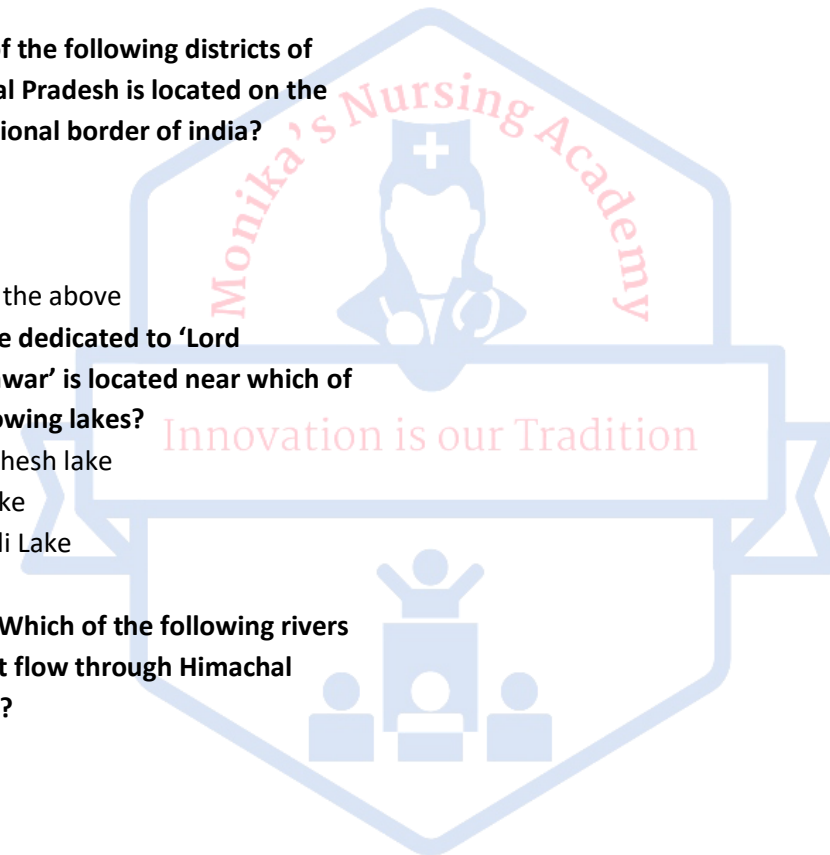 of the following districts of
al Pradesh is located on the
tional border of india?
the above
e dedicated to ‘Lord
war’ is located near which of
owing lakes?
hesh lake
ke
li Lake
Which of the following rivers
t flow through Himachal
?
Monika's Nursing Academy
Innovation is our Tradition